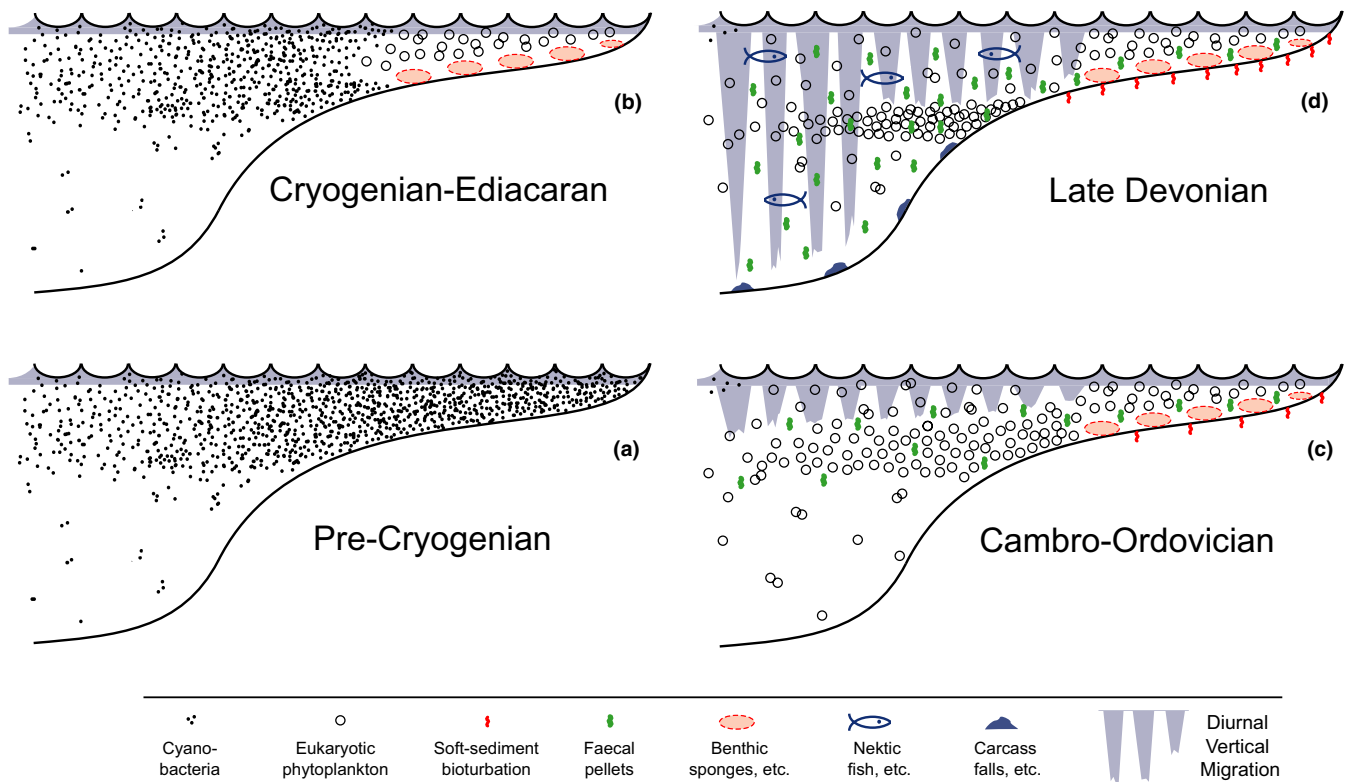 (b)
Cryogenian-Ediacaran
(d)
Late Devonian
(a)
Pre-Cryogenian
(c)
Cambro-Ordovician
Cyano-
bacteria
Eukaryotic
phytoplankton
Soft-sediment
bioturbation
Faecal
pellets
Benthic
sponges, etc.
Nektic
fish, etc.
Carcass
falls, etc.
Diurnal
Vertical
Migration